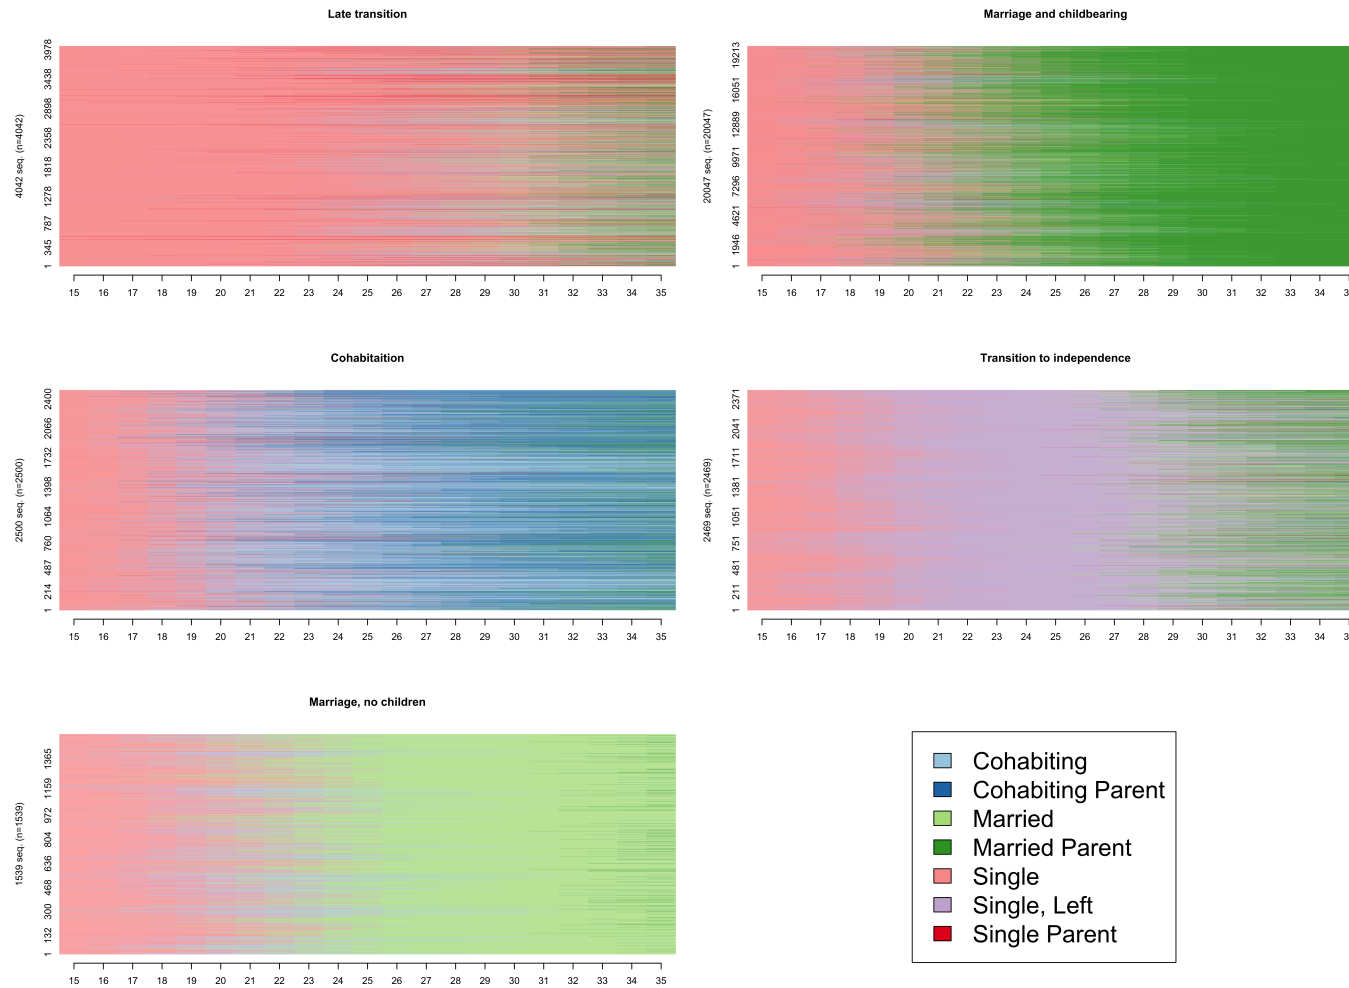 Late transition
4042 seq. (n=4042)
1 345 787 1278 1818 2358 2898 3438 3978
15 16 17 18 19 20 21 22 23 24 25 26 27 28 29 30 31 32 33 34 35
Marriage and childbearing
20047 seq. (n=20047)
1 1946 4621 7296 9971 12889 16051 19213
15 16 17 18 19 20 21 22 23 24 25 26 27 28 29 30 31 32 33 34
Cohabitaition
2500 seq. (n=2500)
1 214 487 760 1064 1398 1732 2066 2400
15 16 17 18 19 20 21 22 23 24 25 26 27 28 29 30 31 32 33 34 35
Transition to independence
2469 seq. (n=2469)
1 211 481 751 1051 1381 1711 2041 2371
15 16 17 18 19 20 21 22 23 24 25 26 27 28 29 30 31 32 33 34
Marriage, no children
1539 seq. (n=1539)
1 132 300 468 636 804 972 1159 1365
15 16 17 18 19 20 21 22 23 24 25 26 27 28 29 30 31 32 33 34 35
Cohabiting
Cohabiting Parent
Married
Married Parent
Single
Single, Left
Single Parent